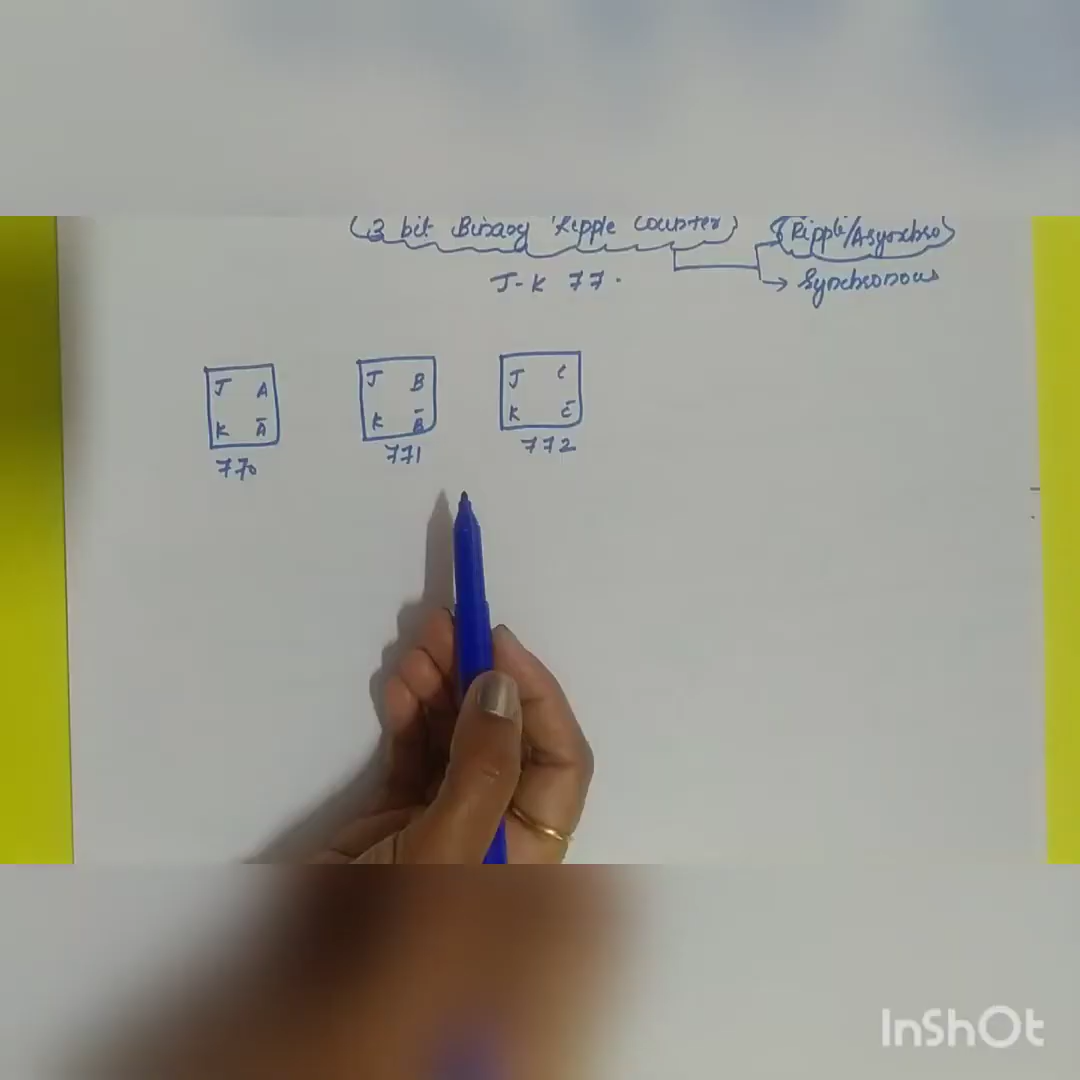 3 bit Binary Ripple Counter Ripple/Asynchro
→ Synchronous
J-K FF.
J A J B J C
K Ā K B̄ K C̄
FF0 FF1 FF2
InShOt